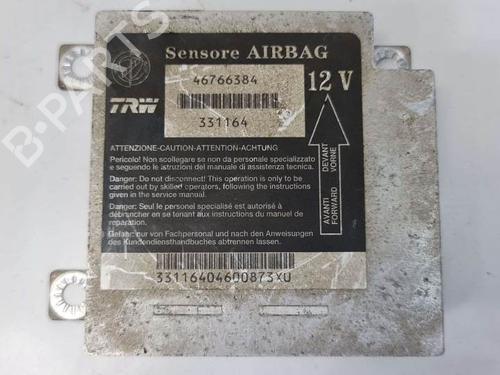 Sensore AIRBAG
46766384
12 V
TRW
331164
ATTENZIONE-CAUTION-ATTENTION-ACHTUNG
Pericolo! Non scollegare se non da personale specializzato
e seguendo le istruzioni del manuale di assistenza tecnica.
Danger: Do not disconnect! This operation is only to be
carried out by skilled operators, following the instructions
given in the service manual.
Danger: Seul le personel spécialisé est autorisé à
débrancher en se tenant aux instructions du manuel de
reparation.
Gefahr: nur von Fachpersonal und nach den Anweisungen
des Kundendiensthandbuches abtrennen lassen.
AVANTI DEVANT
FORWARD VORNE
33116404600873XU
B-PARTS